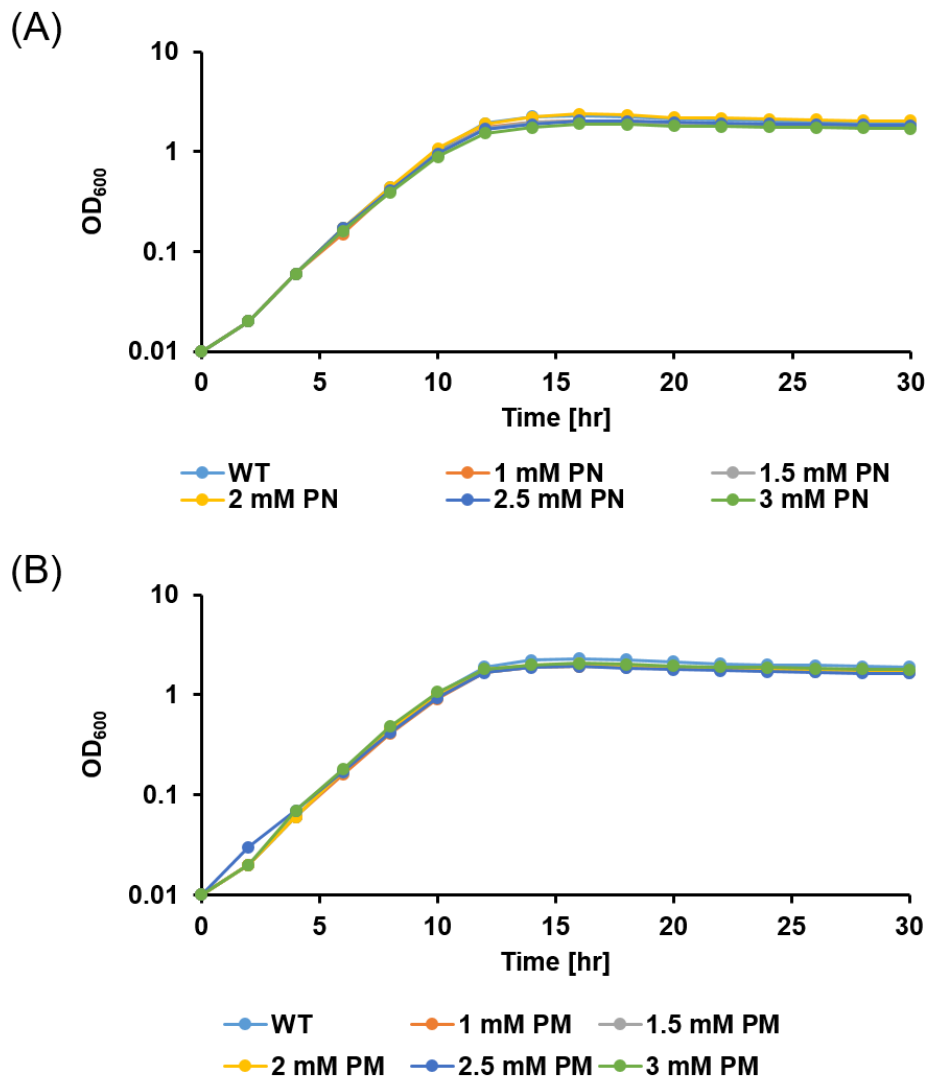 (A)
10
1
0.1
0.01
OD600
0 5 10 15 20 25 30
Time [hr]
WT 1 mM PN 1.5 mM PN
2 mM PN 2.5 mM PN 3 mM PN
(B)
10
1
0.1
0.01
OD600
0 5 10 15 20 25 30
Time [hr]
WT 1 mM PM 1.5 mM PM
2 mM PM 2.5 mM PM 3 mM PM